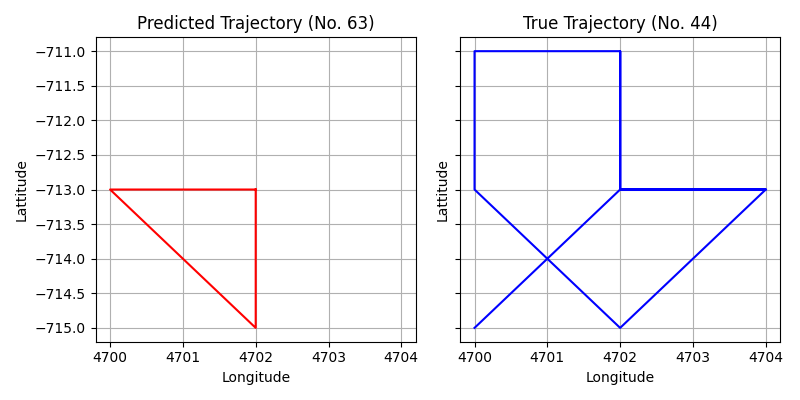 Predicted Trajectory (No. 63)
True Trajectory (No. 44)
−711.0
−711.5
−712.0
−712.5
−713.0
−713.5
−714.0
−714.5
−715.0
Lattitude
Lattitude
4700 4701 4702 4703 4704
4700 4701 4702 4703 4704
Longitude
Longitude